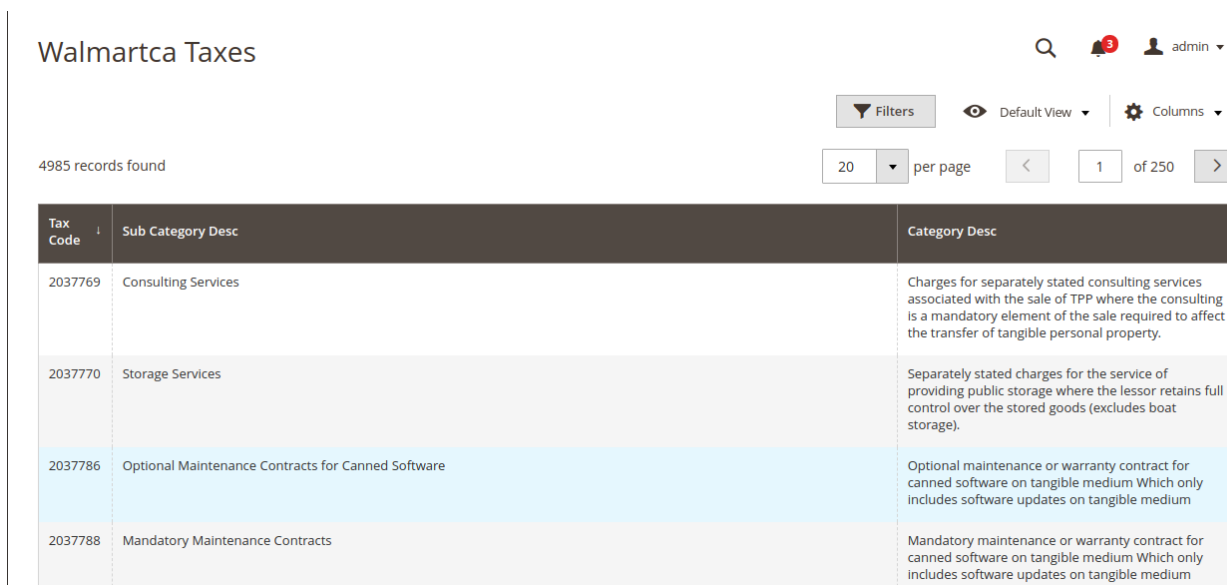 Walmartca Taxes
3
admin
Filters
Default View
Columns
4985 records found
20
per page
1
of 250
Tax
Code
Sub Category Desc
Category Desc
2037769
Consulting Services
Charges for separately stated consulting services
associated with the sale of TPP where the consulting
is a mandatory element of the sale required to affect
the transfer of tangible personal property.
2037770
Storage Services
Separately stated charges for the service of
providing public storage where the lessor retains full
control over the stored goods (excludes boat
storage).
2037786
Optional Maintenance Contracts for Canned Software
Optional maintenance or warranty contract for
canned software on tangible medium Which only
includes software updates on tangible medium
2037788
Mandatory Maintenance Contracts
Mandatory maintenance or warranty contract for
canned software on tangible medium Which only
includes software updates on tangible medium